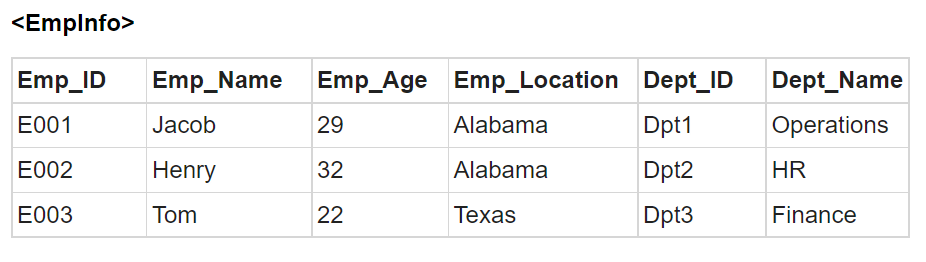 <EmpInfo>
Emp_ID Emp_Name Emp_Age Emp_Location Dept_ID Dept_Name
E001 Jacob 29 Alabama Dpt1 Operations
E002 Henry 32 Alabama Dpt2 HR
E003 Tom 22 Texas Dpt3 Finance